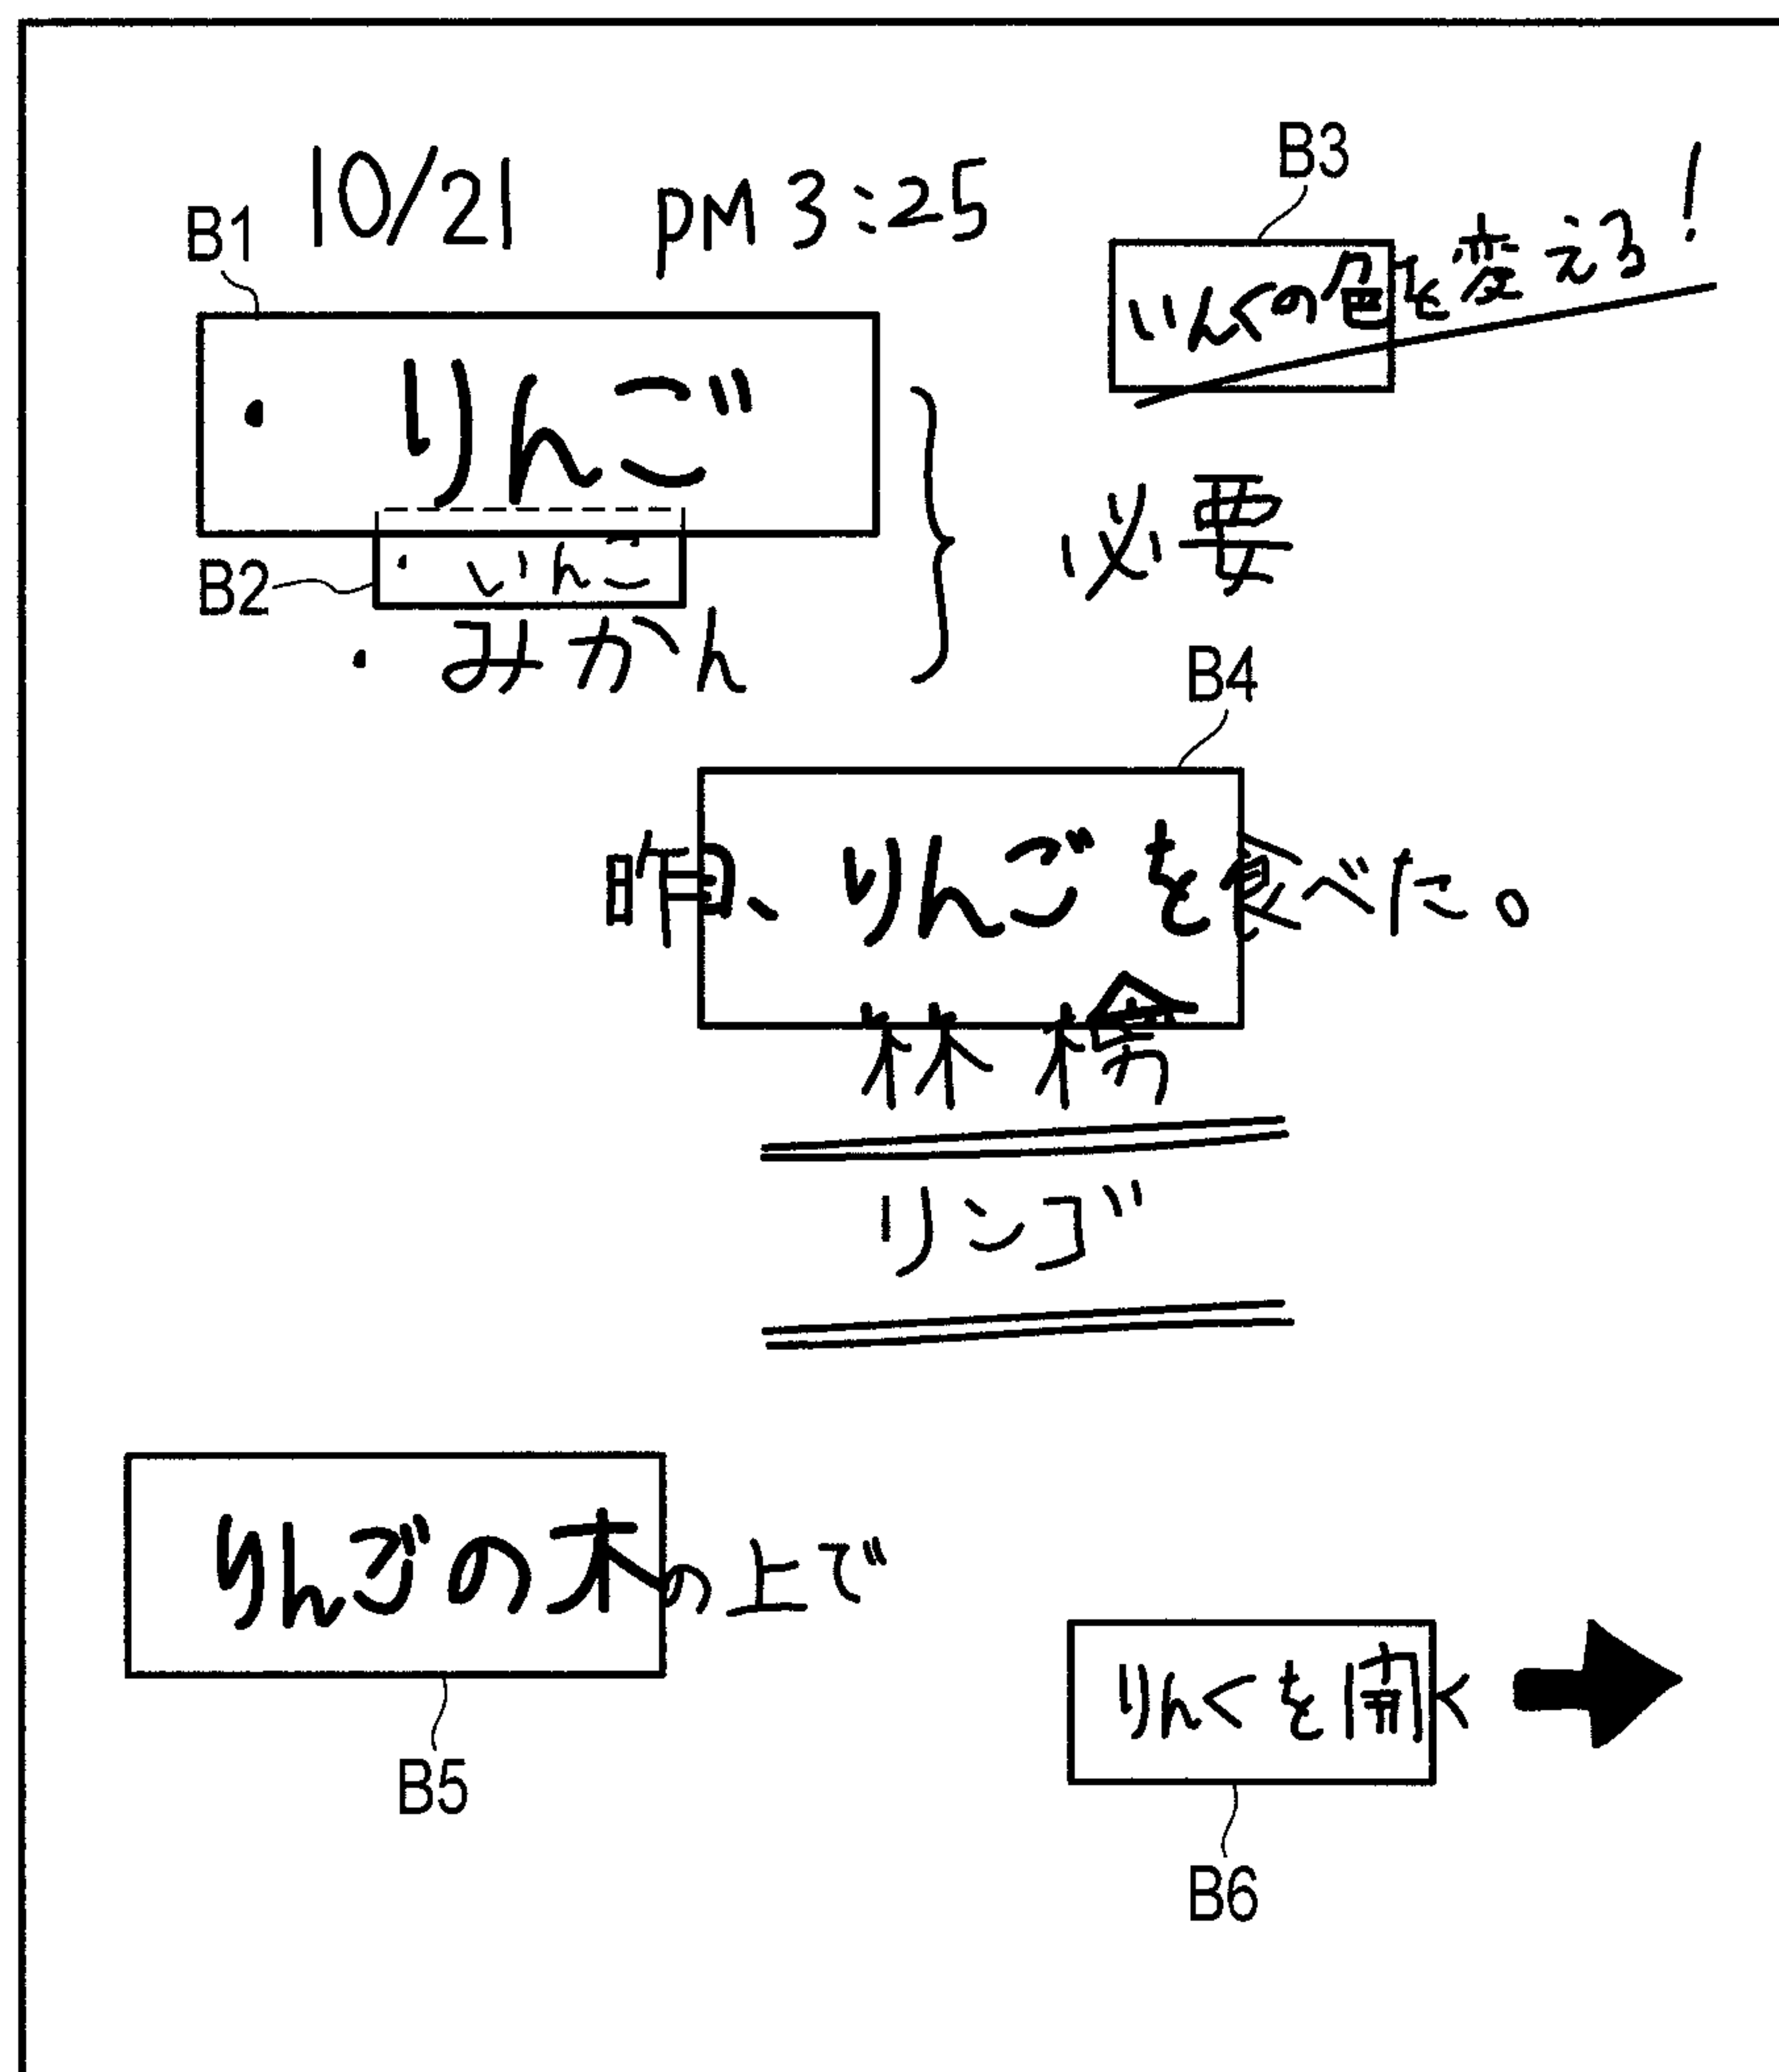 10/21 PM 3:25
B3
いんくの色を変える!
B1
・ りんご
B2
・ いんこ
・ みかん
必要
B4
昨日、りんごを食べた。
林檎
リンゴ
りんごの木の上で
B5
りんくを開く
B6